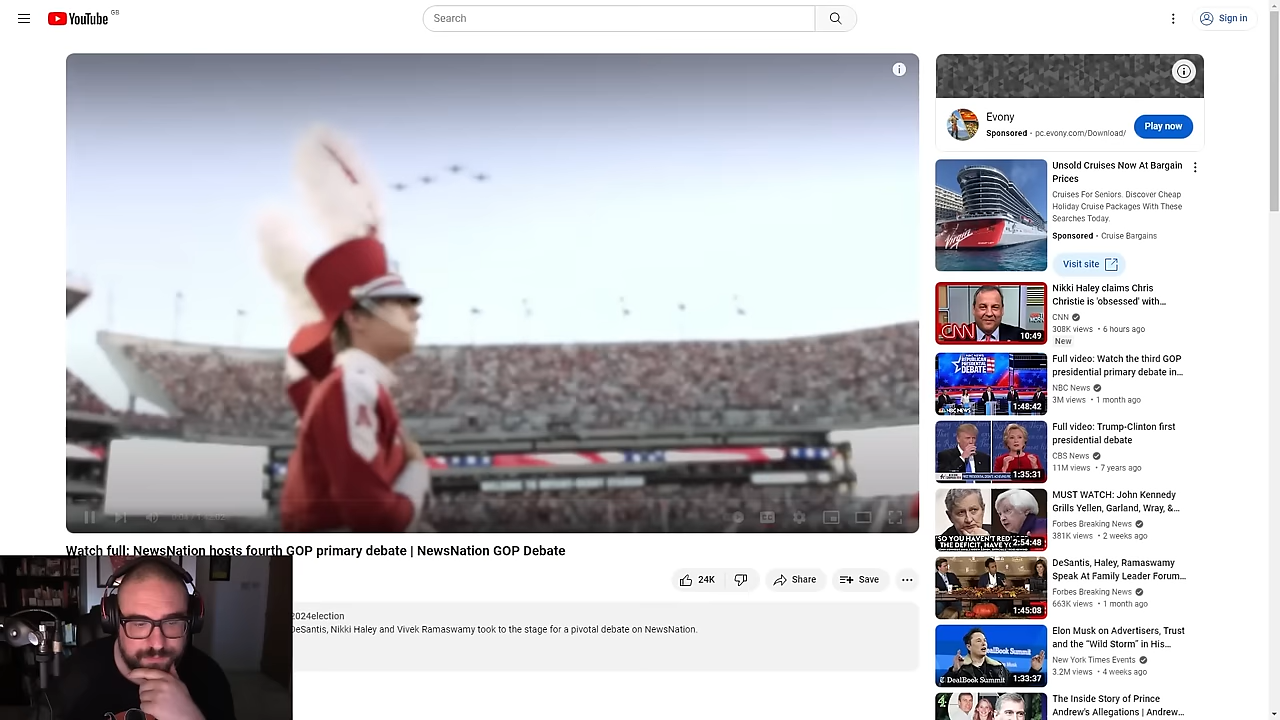 YouTube GB
Search
Sign in
Evony
Sponsored • pc.evony.com/Download/
Play now
Unsold Cruises Now At Bargain
Prices
Cruises For Seniors. Discover Cheap
Holiday Cruise Packages With These
Searches Today.
Sponsored • Cruise Bargains
Visit site
Virgin
Nikki Haley claims Chris
Christie is 'obsessed' with…
CNN
308K views • 6 hours ago
New
CNN
10:49
Full video: Watch the third GOP
presidential primary debate in…
NBC News
3M views • 1 month ago
NBC NEWS
REPUBLICAN
PRESIDENTIAL
DEBATE
1:48:42
Full video: Trump-Clinton first
presidential debate
CBS News
11M views • 7 years ago
1:35:31
MUST WATCH: John Kennedy
Grills Yellen, Garland, Wray, &…
Forbes Breaking News
381K views • 2 weeks ago
2:54:48
Watch full: NewsNation hosts fourth GOP primary debate | NewsNation GOP Debate
24K
Share
Save
2024election
DeSantis, Nikki Haley and Vivek Ramaswamy took to the stage for a pivotal debate on NewsNation.
DeSantis, Haley, Ramaswamy
Speak At Family Leader Forum…
Forbes Breaking News
663K views • 1 month ago
1:45:08
Elon Musk on Advertisers, Trust
and the "Wild Storm" in His…
New York Times Events
3.2M views • 4 weeks ago
DealBook Summit
1:33:37
The Inside Story of Prince
Andrew's Allegations | Andrew…